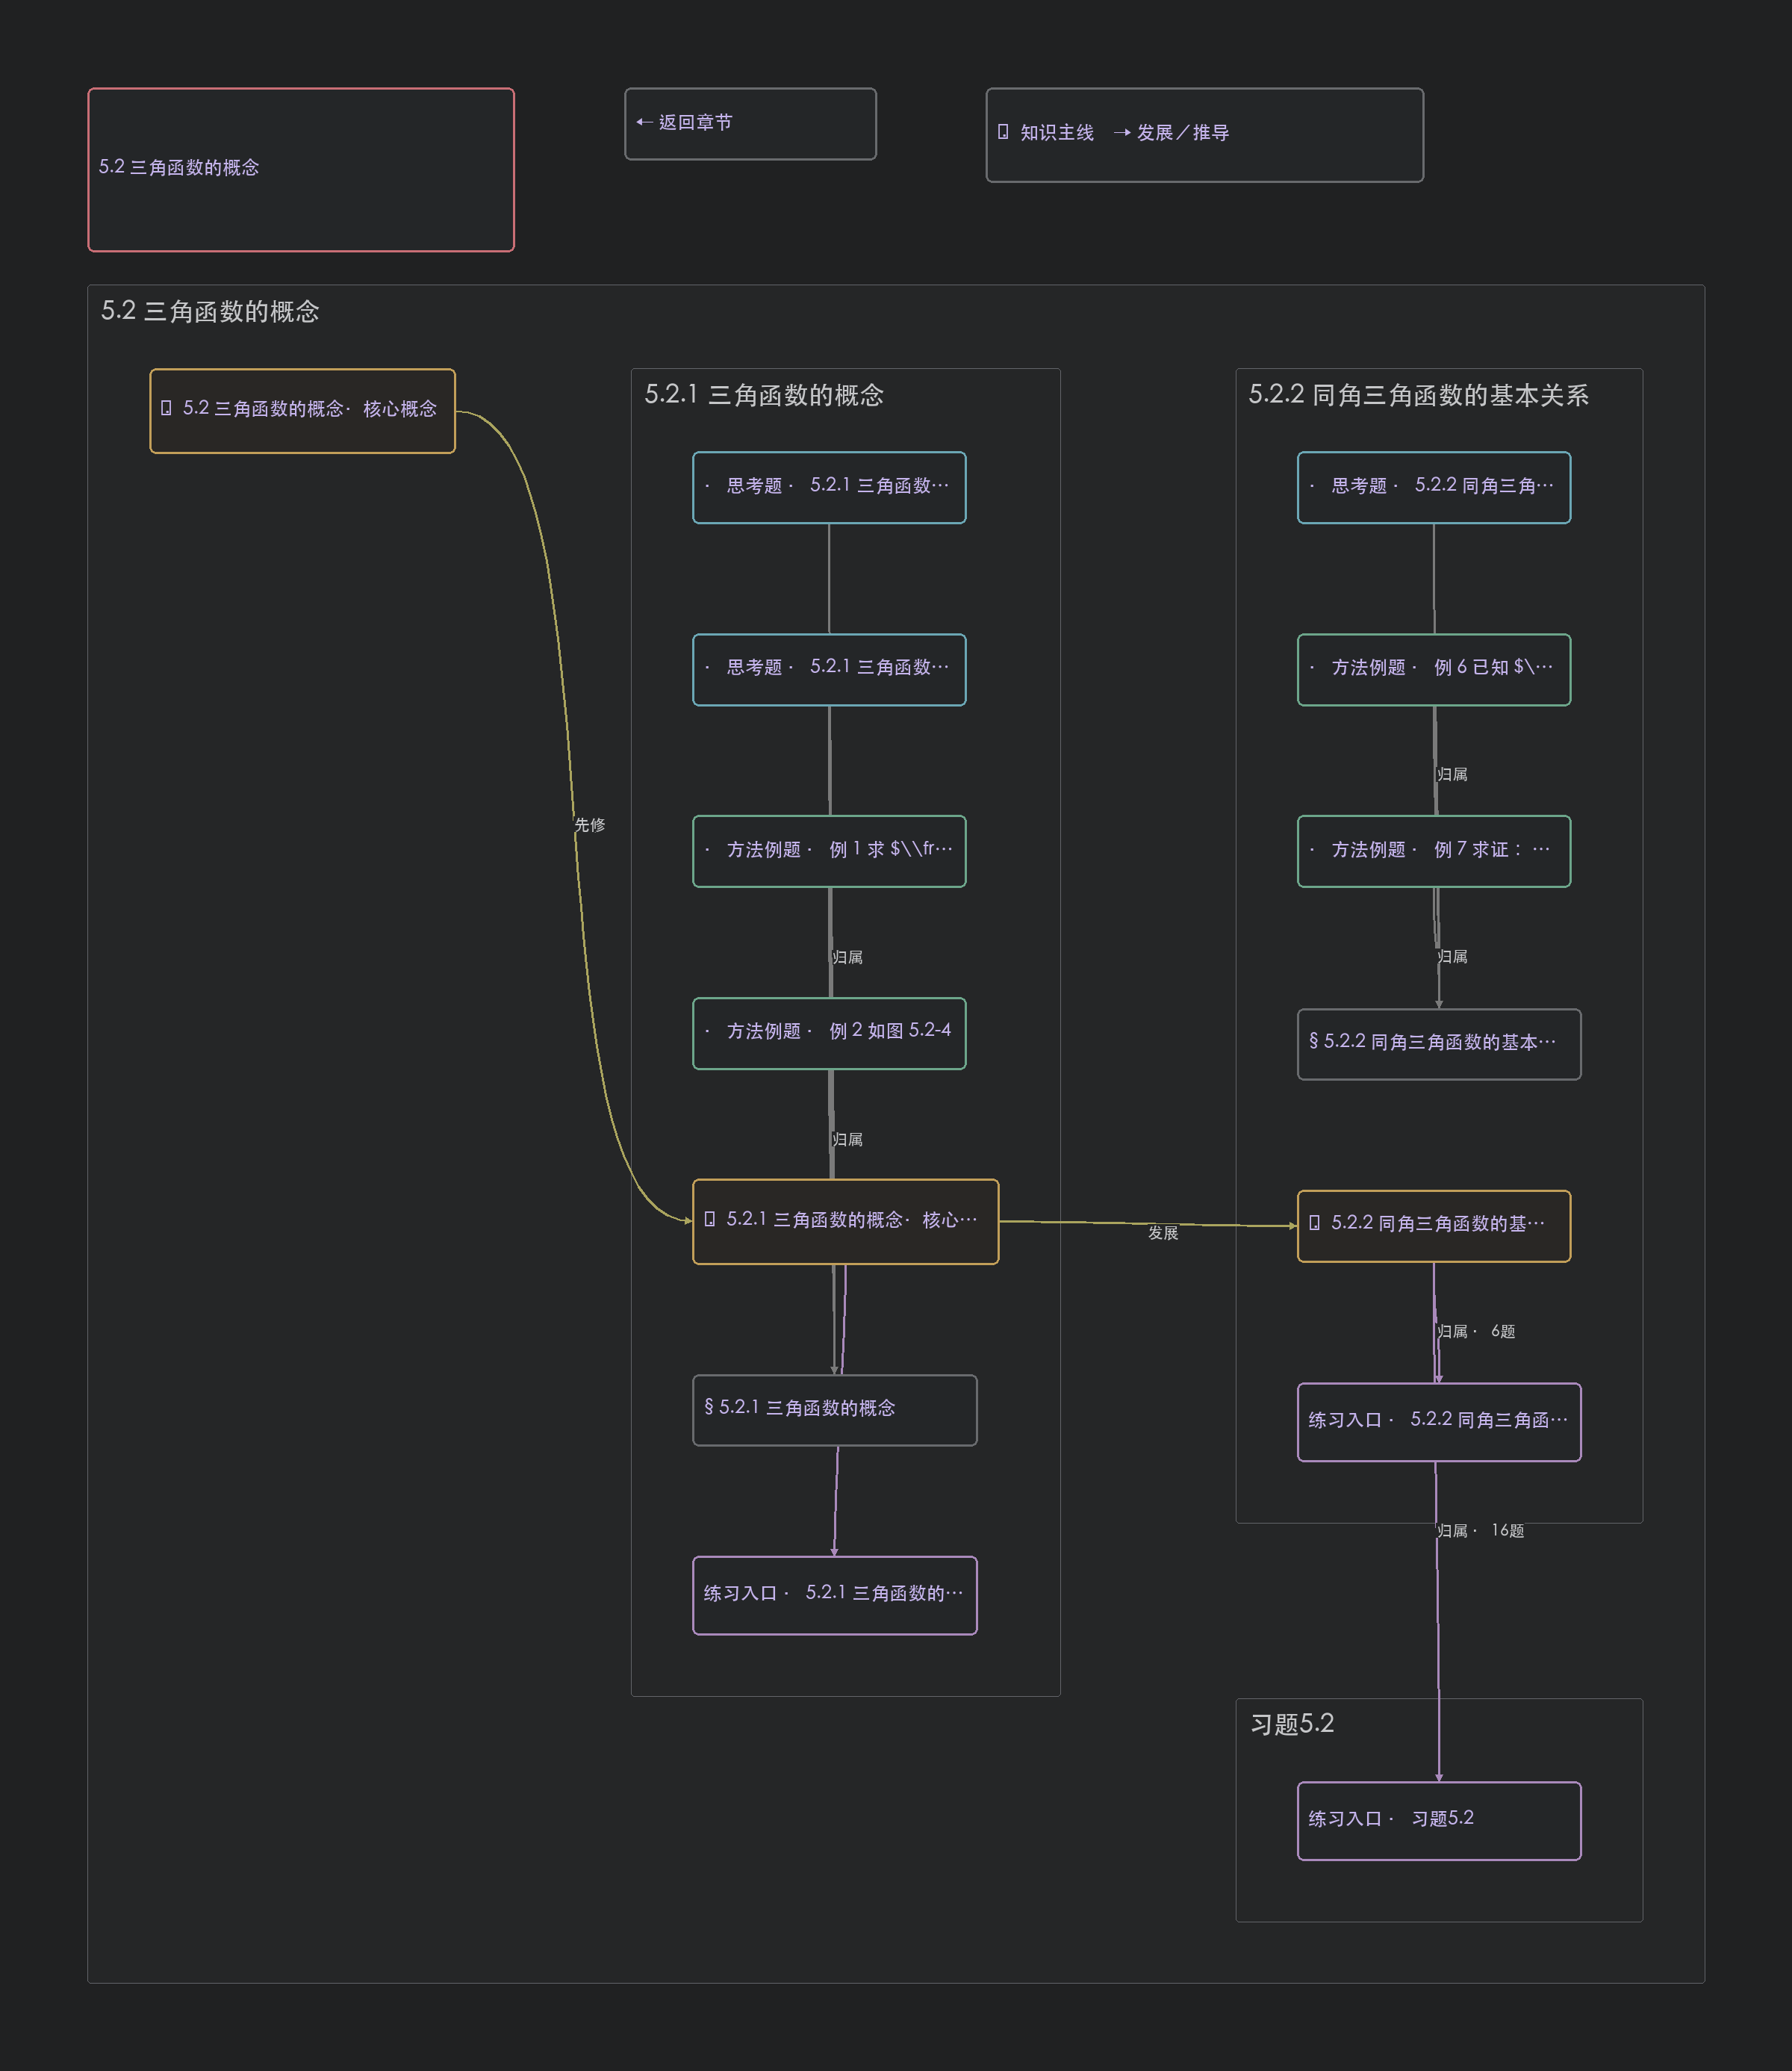 5.2 三角函数的概念
← 返回章节
知识主线 → 发展／推导
5.2 三角函数的概念
5.2 三角函数的概念· 核心概念
先修
5.2.1 三角函数的概念
· 思考题· 5.2.1 三角函数…
· 思考题· 5.2.1 三角函数…
· 方法例题· 例 1 求 $\\fr…
归属
· 方法例题· 例 2 如图 5.2-4
归属
5.2.1 三角函数的概念· 核心…
发展
§ 5.2.1 三角函数的概念
练习入口· 5.2.1 三角函数的…
5.2.2 同角三角函数的基本关系
· 思考题· 5.2.2 同角三角…
· 方法例题· 例 6 已知 $\…
归属
· 方法例题· 例 7 求证： …
归属
§ 5.2.2 同角三角函数的基本…
5.2.2 同角三角函数的基…
归属· 6题
练习入口· 5.2.2 同角三角函…
归属· 16题
习题5.2
练习入口· 习题5.2